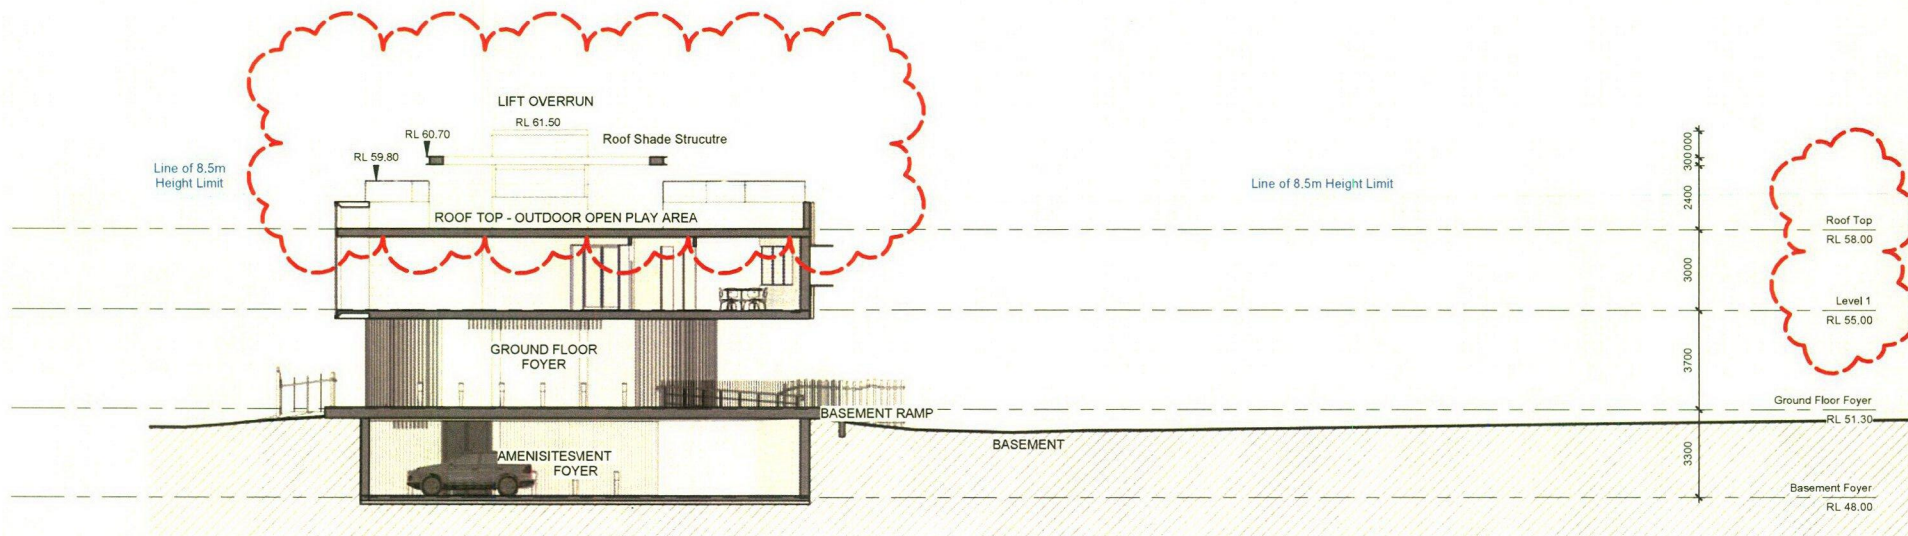 LIFT OVERRUN
RL 61.50
RL 60.70
Roof Shade Strucutre
RL 59.80
Line of 8.5m
Height Limit
Line of 8.5m Height Limit
ROOF TOP - OUTDOOR OPEN PLAY AREA
2400
Roof Top
RL 58.00
3000
Level 1
RL 55.00
GROUND FLOOR
FOYER
3700
Ground Floor Foyer
RL 51.30
BASEMENT RAMP
BASEMENT
AMENISITESMENT
FOYER
3300
Basement Foyer
RL 48.00